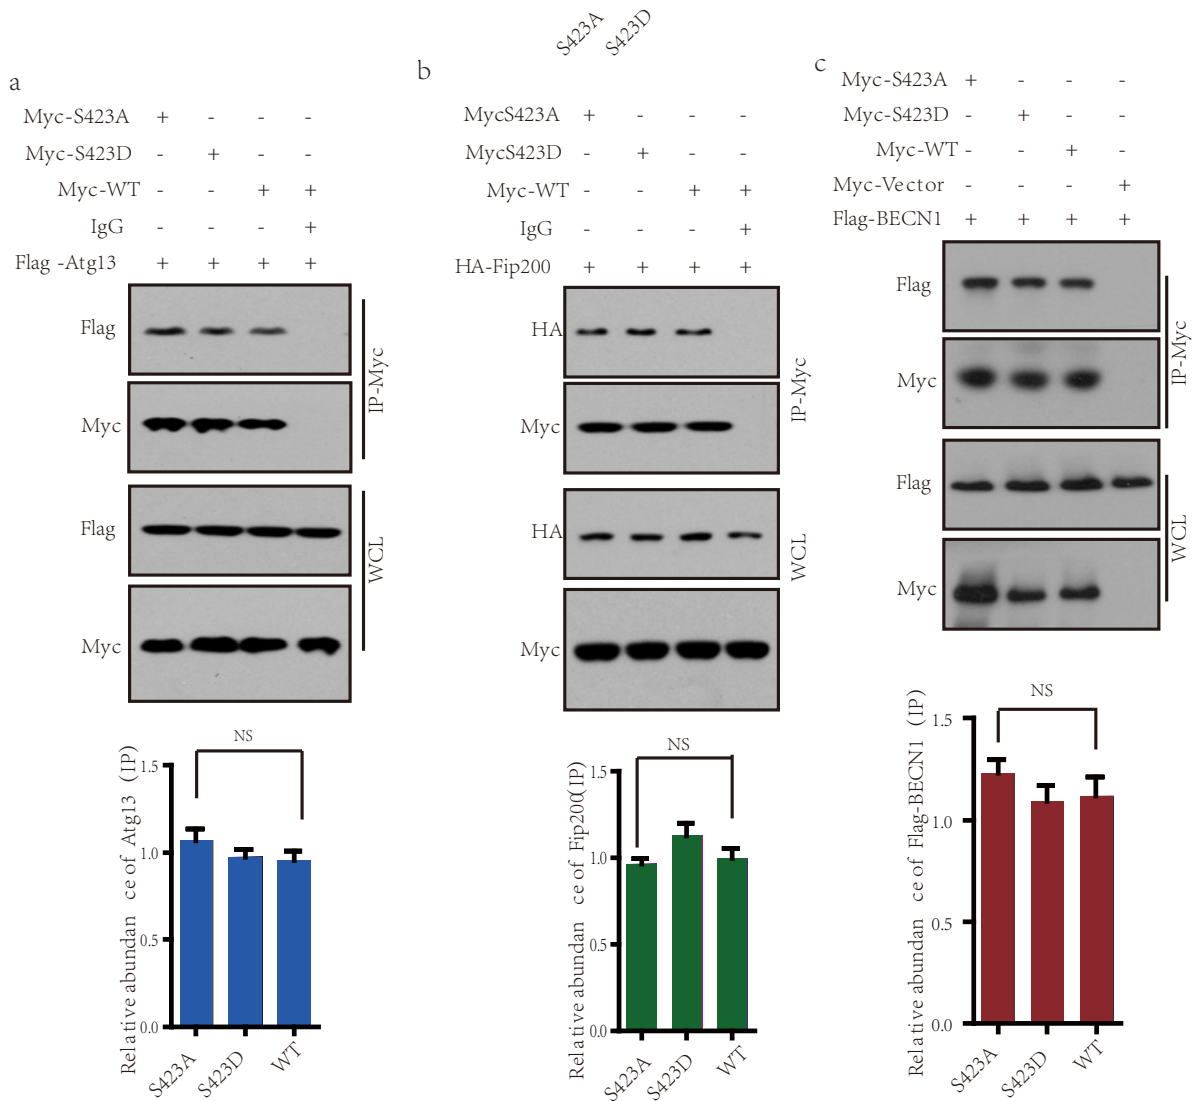 S423A S423D
a
Myc-S423A + - - -
Myc-S423D - + - -
Myc-WT - - + +
IgG - - - +
Flag -Atg13 + + + +
Flag
Myc
IP-Myc
Flag
Myc
WCL
NS
Relative abundan ce of Atg13 (IP)
1.5
1.0
0.5
0.0
S423A S423D WT
b
MycS423A + - - -
MycS423D - + - -
Myc-WT - - + +
IgG - - - +
HA-Fip200 + + + +
HA
Myc
IP-Myc
HA
Myc
WCL
NS
Relative abundan ce of Fip200(IP)
1.5
1.0
0.5
0.0
S423A S423D WT
c
Myc-S423A + - - -
Myc-S423D - + - -
Myc-WT - - + -
Myc-Vector - - - +
Flag-BECN1 + + + +
Flag
Myc
IP-Myc
Flag
Myc
WCL
NS
Relative abundan ce of Flag-BECN1 (IP)
1.5
1.0
0.5
0.0
S423A S423D WT